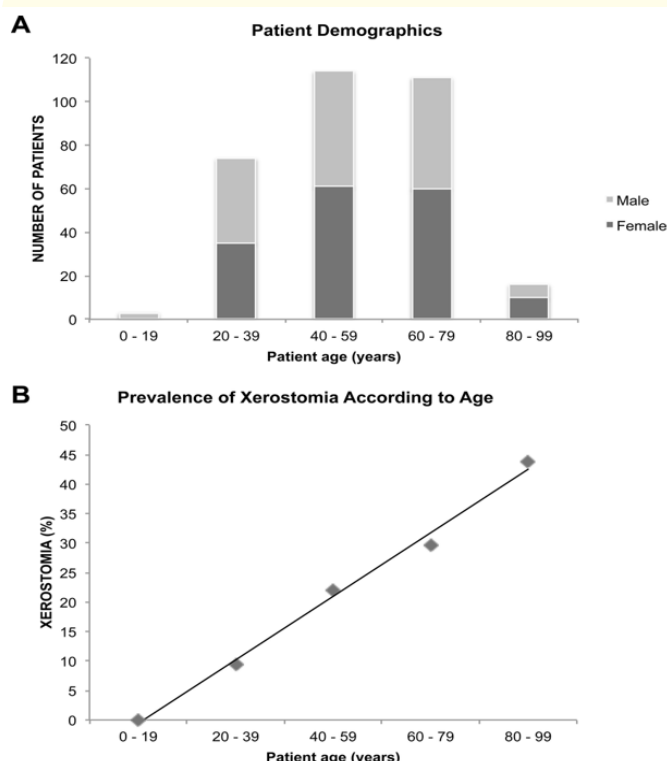 A
Patient Demographics
120
100
80
60
40
20
0
NUMBER OF PATIENTS
0 - 19 20 - 39 40 - 59 60 - 79 80 - 99
Patient age (years)
Male
Female
B
Prevalence of Xerostomia According to Age
50
45
40
35
30
25
20
15
10
5
0
XEROSTOMIA (%)
0 - 19 20 - 39 40 - 59 60 - 79 80 - 99
Patient age (years)